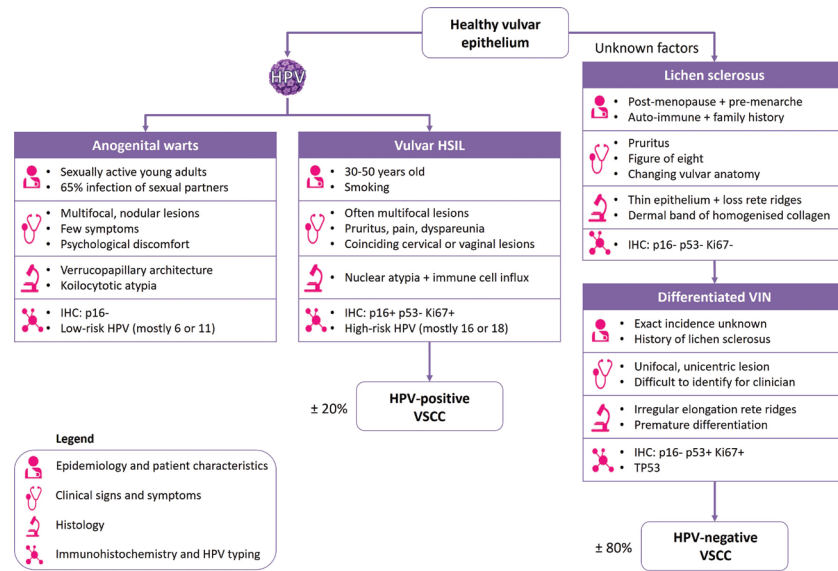 Healthy vulvar
epithelium
HPV
Unknown factors
Anogenital warts
• Sexually active young adults
• 65% infection of sexual partners
• Multifocal, nodular lesions
• Few symptoms
• Psychological discomfort
• Verrucopapillary architecture
• Koilocytotic atypia
• IHC: p16-
• Low-risk HPV (mostly 6 or 11)
Vulvar HSIL
• 30-50 years old
• Smoking
• Often multifocal lesions
• Pruritus, pain, dyspareunia
• Coinciding cervical or vaginal lesions
• Nuclear atypia + immune cell influx
• IHC: p16+ p53- Ki67+
• High-risk HPV (mostly 16 or 18)
± 20%
HPV-positive
VSCC
Lichen sclerosus
• Post-menopause + pre-menarche
• Auto-immune + family history
• Pruritus
• Figure of eight
• Changing vulvar anatomy
• Thin epithelium + loss rete ridges
• Dermal band of homogenised collagen
• IHC: p16- p53- Ki67-
Differentiated VIN
• Exact incidence unknown
• History of lichen sclerosus
• Unifocal, unicentric lesion
• Difficult to identify for clinician
• Irregular elongation rete ridges
• Premature differentiation
• IHC: p16- p53+ Ki67+
• TP53
± 80%
HPV-negative
VSCC
Legend
Epidemiology and patient characteristics
Clinical signs and symptoms
Histology
Immunohistochemistry and HPV typing